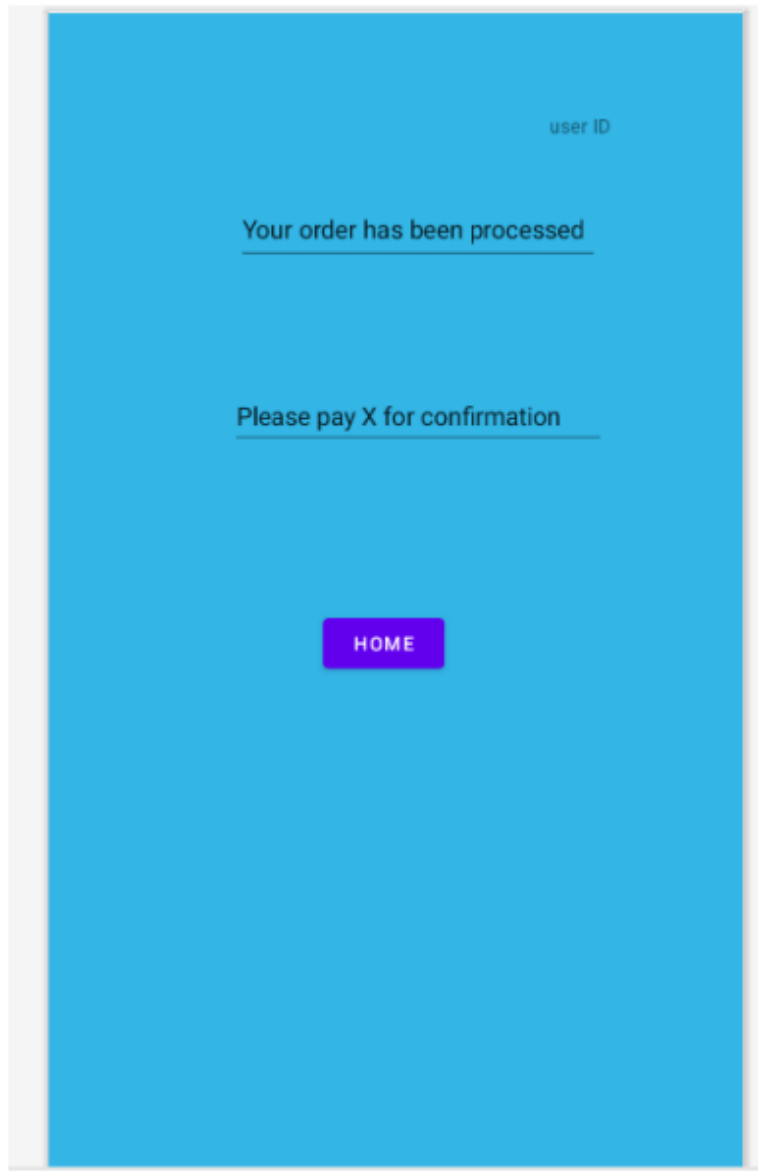 user ID
Your order has been processed
Please pay X for confirmation
HOME